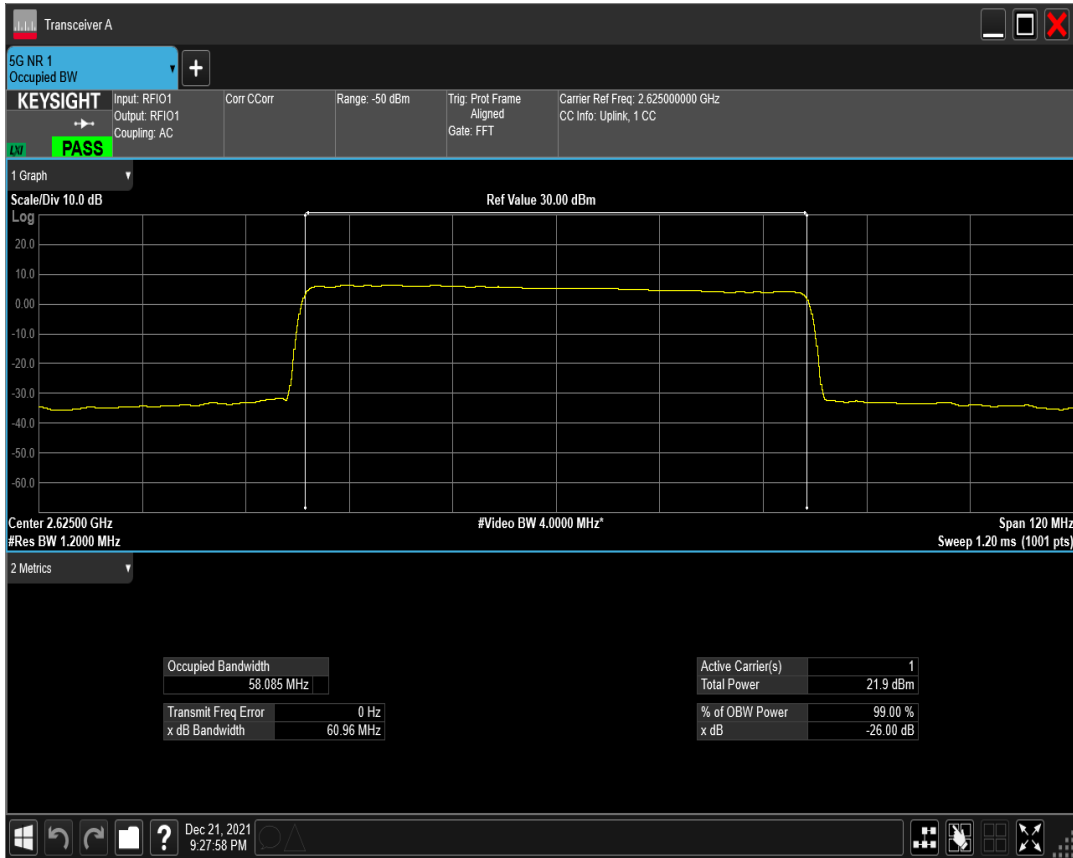 Transceiver A
5G NR 1
Occupied BW
KEYSIGHT
LXI
PASS
Input: RFIO1
Output: RFIO1
Coupling: AC
Corr CCorr
Range: -50 dBm
Trig: Prot Frame
Aligned
Gate: FFT
Carrier Ref Freq: 2.625000000 GHz
CC Info: Uplink, 1 CC
1 Graph
Scale/Div 10.0 dB
Ref Value 30.00 dBm
Log
20.0
10.0
0.00
-10.0
-20.0
-30.0
-40.0
-50.0
-60.0
Center 2.62500 GHz
#Video BW 4.0000 MHz*
Span 120 MHz
#Res BW 1.2000 MHz
Sweep 1.20 ms (1001 pts)
2 Metrics
Occupied Bandwidth
58.085 MHz
Transmit Freq Error 0 Hz
x dB Bandwidth 60.96 MHz
Active Carrier(s) 1
Total Power 21.9 dBm
% of OBW Power 99.00 %
x dB -26.00 dB
?
Dec 21, 2021
9:27:58 PM